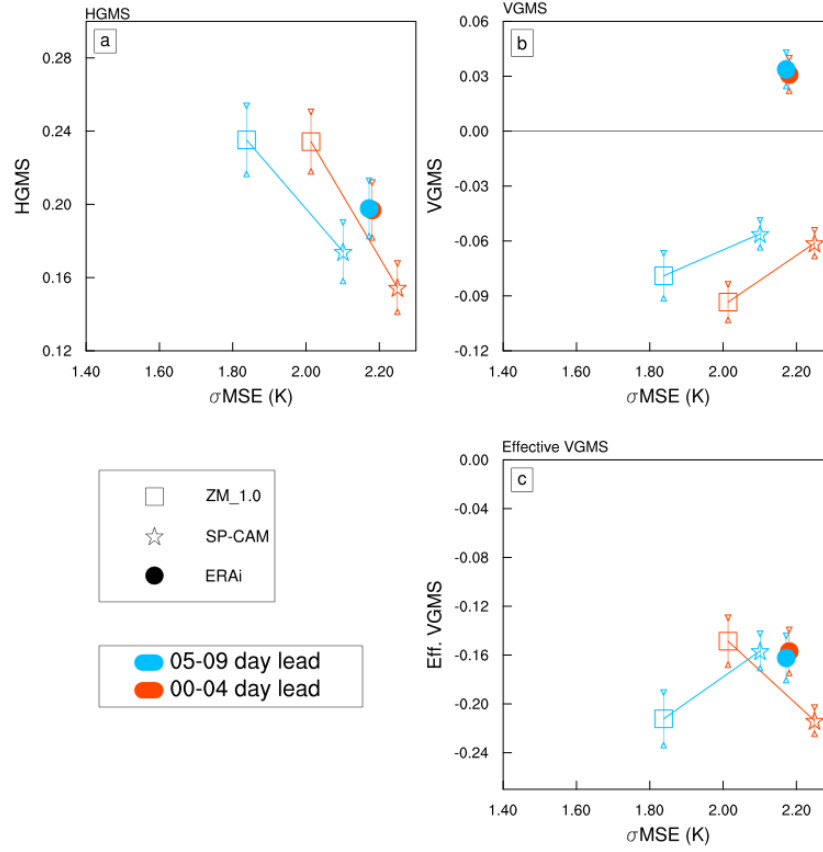 HGMS
a
0.28
0.24
0.20
0.16
0.12
HGMS
1.40 1.60 1.80 2.00 2.20
σMSE (K)
VGMS
b
0.06
0.03
0.00
-0.03
-0.06
-0.09
-0.12
VGMS
1.40 1.60 1.80 2.00 2.20
σMSE (K)
ZM_1.0
SP-CAM
ERAi
05-09 day lead
00-04 day lead
Effective VGMS
c
0.00
-0.04
-0.08
-0.12
-0.16
-0.20
-0.24
Eff. VGMS
1.40 1.60 1.80 2.00 2.20
σMSE (K)